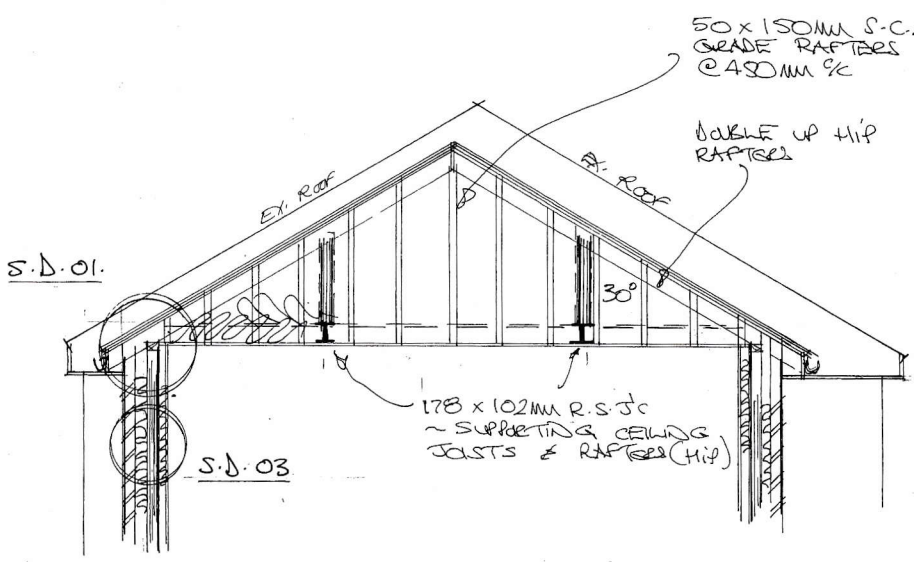 50 x 150mm S.C.
GRADE RAFTERS
@ 450mm c/c
DOUBLE UP HIP
RAFTERS
EX. ROOF
EX. ROOF
S.D.01.
30°
178 x 102mm R.S.J's
~ SUPPORTING CEILING
JOISTS & RAFTERS (HIP)
S.D.03